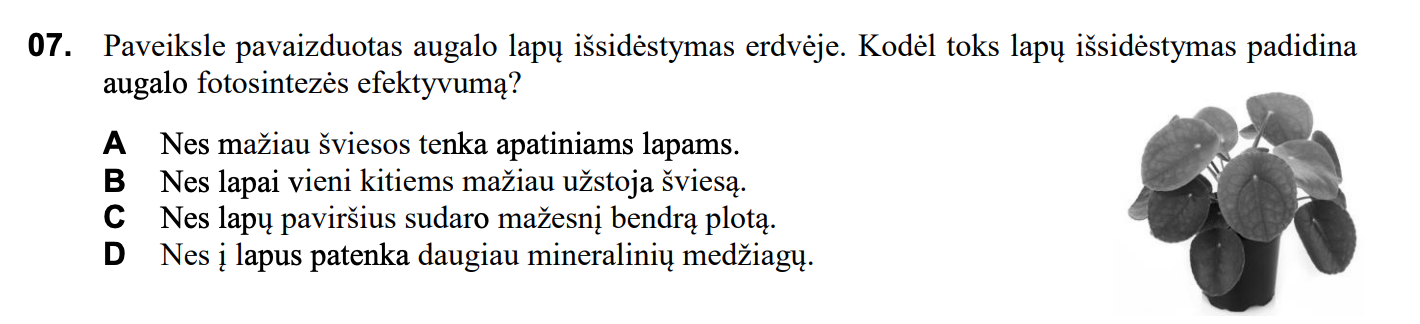 07. Paveiksle pavaizduotas augalo lapų išsidėstymas erdvėje. Kodėl toks lapų išsidėstymas padidina
augalo fotosintezės efektyvumą?
A Nes mažiau šviesos tenka apatiniams lapams.
B Nes lapai vieni kitiems mažiau užstoja šviesą.
C Nes lapų paviršius sudaro mažesnį bendrą plotą.
D Nes į lapus patenka daugiau mineralinių medžiagų.